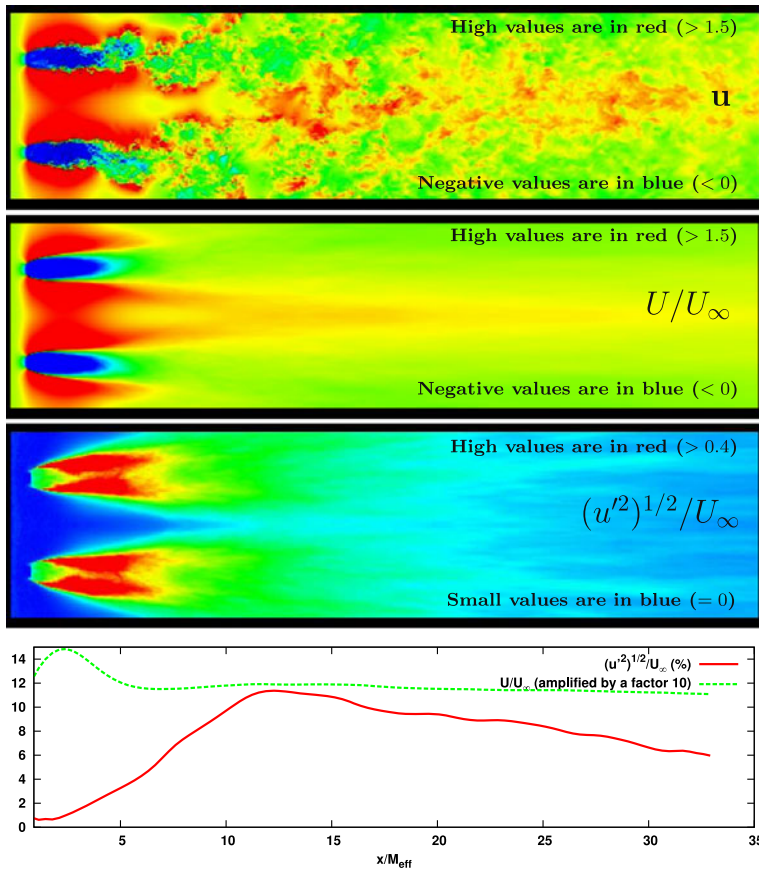 High values are in red (> 1.5)
u
Negative values are in blue (< 0)
High values are in red (> 1.5)
U/U∞
Negative values are in blue (< 0)
High values are in red (> 0.4)
(u′²)^1/2/U∞
Small values are in blue (= 0)
14
12
10
8
6
4
2
0
(u'²)^1/2/U∞ (%)
U/U∞ (amplified by a factor 10)
5
10
15
20
25
30
35
x/M_eff